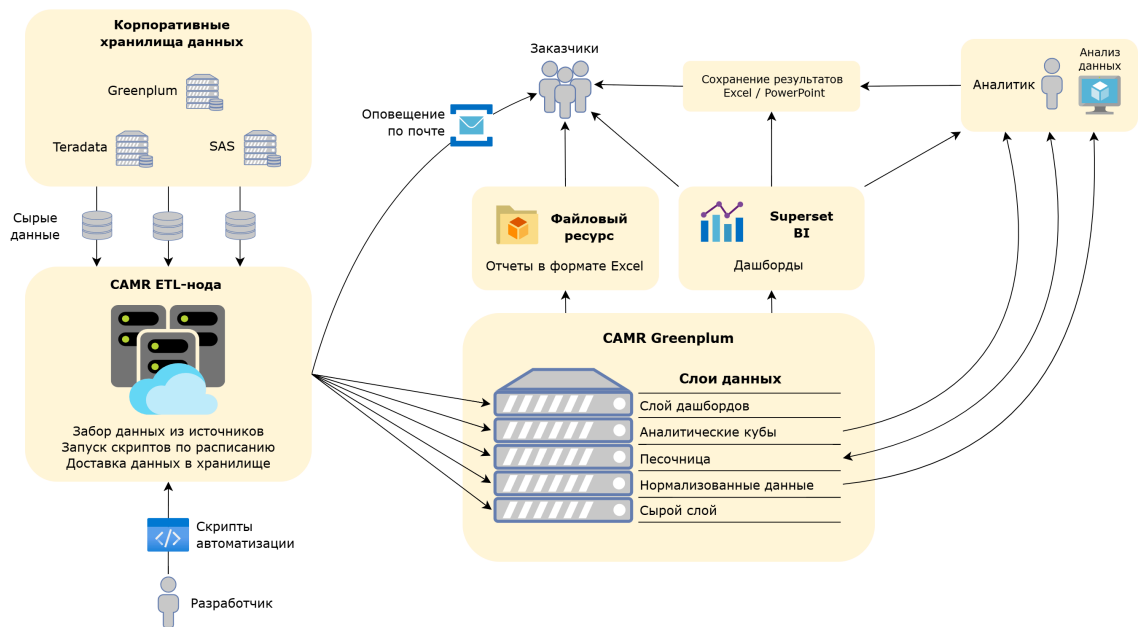 Корпоративные
хранилища данных
Greenplum
Teradata
SAS
Сырые
данные
CAMR ETL-нода
Забор данных из источников
Запуск скриптов по расписанию
Доставка данных в хранилище
Скрипты
автоматизации
Разработчик
Оповещение
по почте
Заказчики
Сохранение результатов
Excel / PowerPoint
Аналитик
Анализ
данных
Файловый
ресурс
Отчеты в формате Excel
Superset
BI
Дашборды
CAMR Greenplum
Слои данных
Слой дашбордов
Аналитические кубы
Песочница
Нормализованные данные
Сырой слой